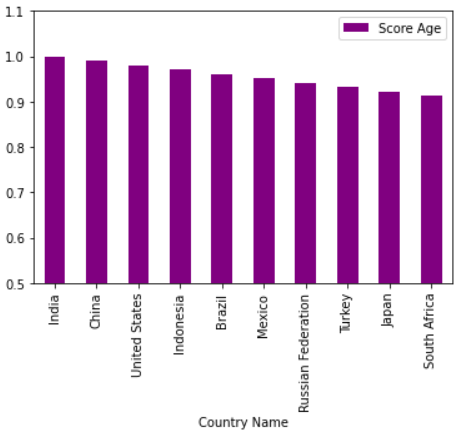 1.1
1.0
0.9
0.8
0.7
0.6
0.5
Score Age
India
China
United States
Indonesia
Brazil
Mexico
Russian Federation
Turkey
Japan
South Africa
Country Name